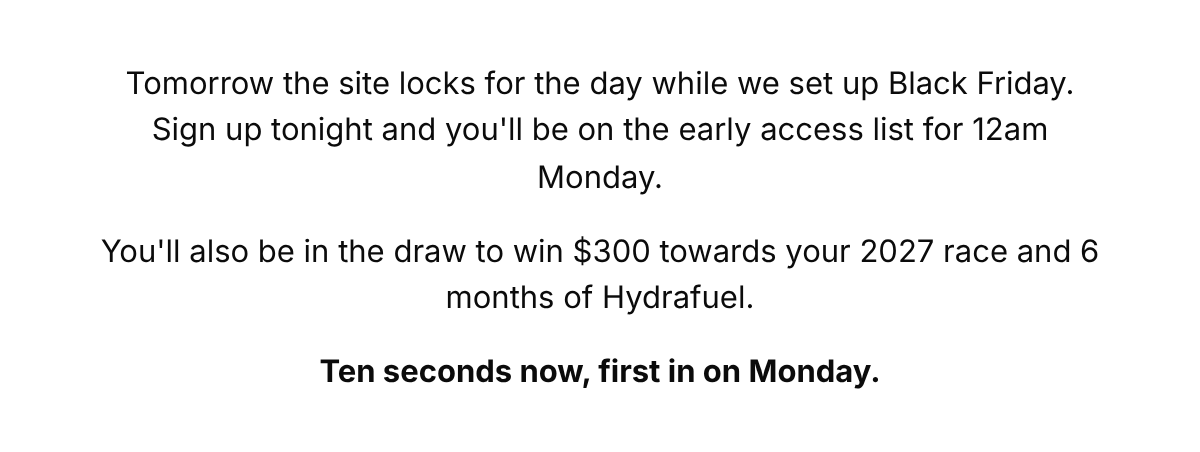 Tomorrow the site locks for the day while we set up Black Friday.
Sign up tonight and you'll be on the early access list for 12am
Monday.
You'll also be in the draw to win $300 towards your 2027 race and 6
months of Hydrafuel.
Ten seconds now, first in on Monday.